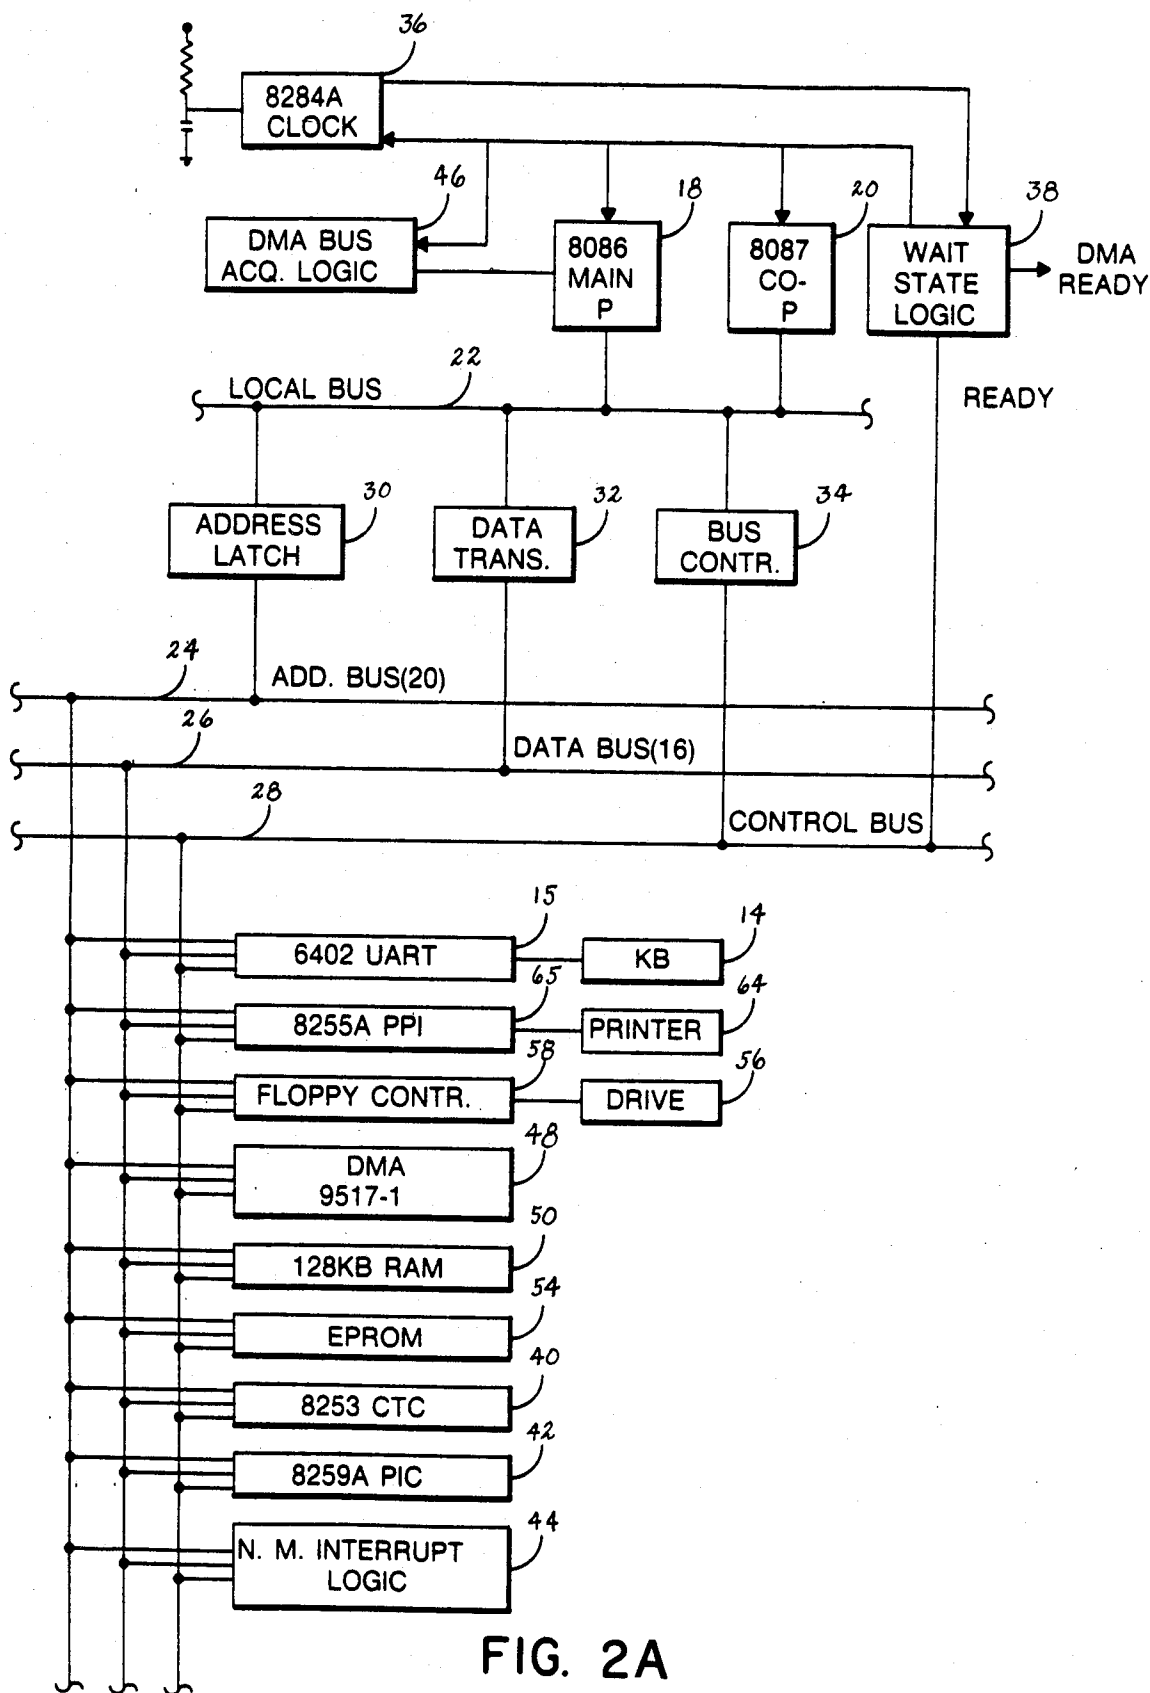 36
8284A
CLOCK
46
DMA BUS
ACQ. LOGIC
18
8086
MAIN
P
20
8087
CO-
P
38
WAIT
STATE
LOGIC
DMA
READY
LOCAL BUS
22
READY
30
ADDRESS
LATCH
32
DATA
TRANS.
34
BUS
CONTR.
24
ADD. BUS(20)
26
DATA BUS(16)
28
CONTROL BUS
15
6402 UART
14
KB
65
8255A PPI
64
PRINTER
58
FLOPPY CONTR.
56
DRIVE
48
DMA
9517-1
50
128KB RAM
54
EPROM
40
8253 CTC
42
8259A PIC
44
N. M. INTERRUPT
LOGIC
FIG. 2A